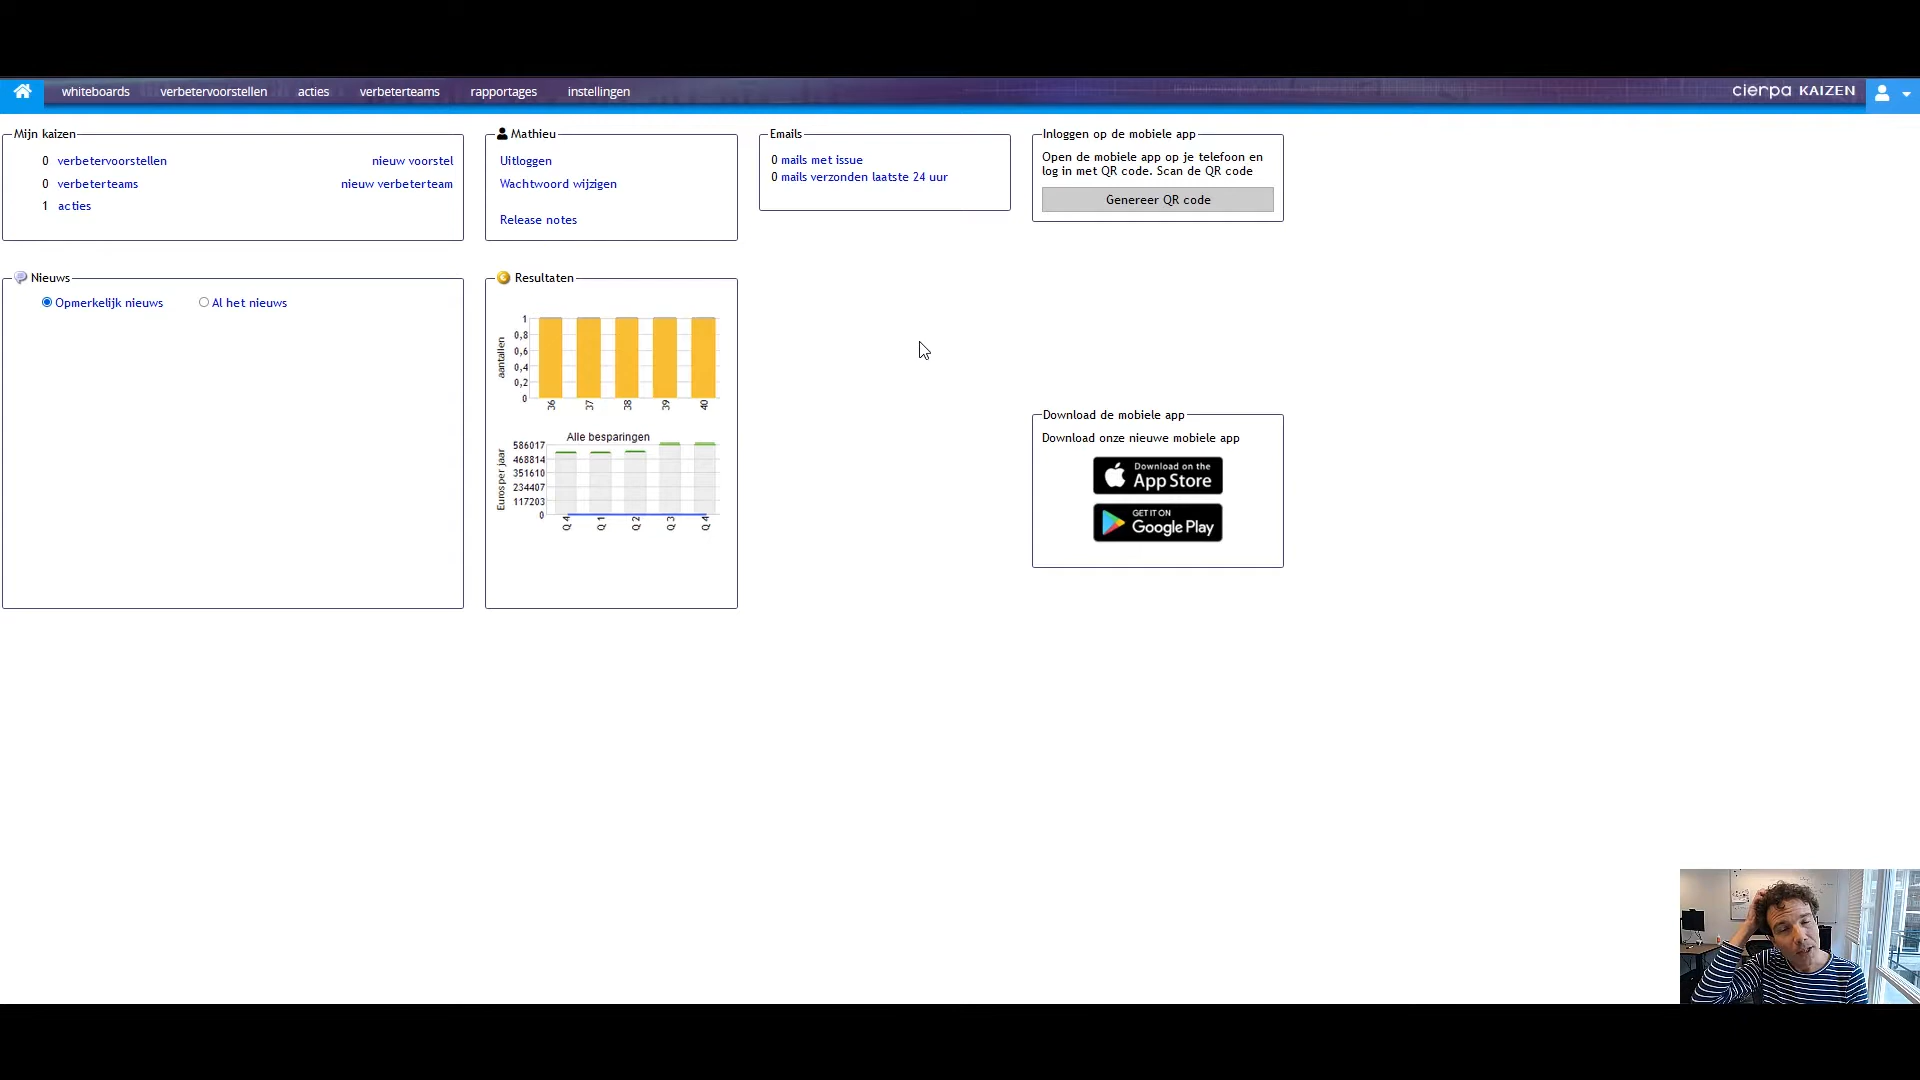 whiteboards verbetervoorstellen acties verbeterteams rapportages instellingen cierpa KAIZEN
Mijn kaizen
0 verbetervoorstellen nieuw voorstel
0 verbeterteams nieuw verbeterteam
1 acties
Mathieu
Uitloggen
Wachtwoord wijzigen
Release notes
Emails
0 mails met issue
0 mails verzonden laatste 24 uur
Inloggen op de mobiele app
Open de mobiele app op je telefoon en
log in met QR code. Scan de QR code
Genereer QR code
Nieuws
Opmerkelijk nieuws Al het nieuws
Resultaten
aantallen
1
0,8
0,6
0,4
0,2
0
36 37 38 39 40
Alle besparingen
Euros per jaar
586017
468814
351610
234407
117203
0
Q 4 Q 1 Q 2 Q 3 Q 4
Download de mobiele app
Download onze nieuwe mobiele app
Download on the
App Store
GET IT ON
Google Play